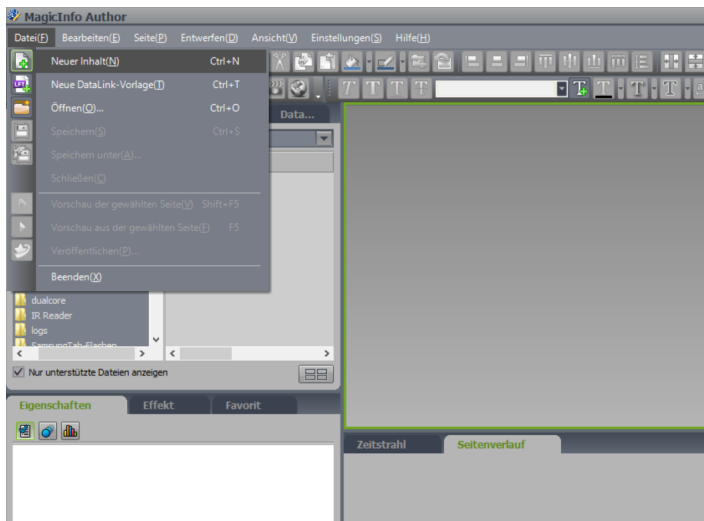 MagicInfo Author
Datei(F) Bearbeiten(E) Seite(P) Entwerfen(D) Ansicht(V) Einstellungen(S) Hilfe(H)
Neuer Inhalt(N) Ctrl+N
Neue DataLink-Vorlage(T) Ctrl+T
Öffnen(O)... Ctrl+O
Speichern(S) Ctrl+S
Speichern unter(A)...
Schließen(C)
Vorschau der gewählten Seite(V) Shift+F5
Vorschau aus der gewählten Seite(F) F5
Veröffentlichen(P)...
Beenden(X)
Data...
dualcore
IR Reader
logs
SamsungTab-Flashen
Nur unterstützte Dateien anzeigen
Eigenschaften Effekt Favorit
Zeitstrahl Seitenverlauf